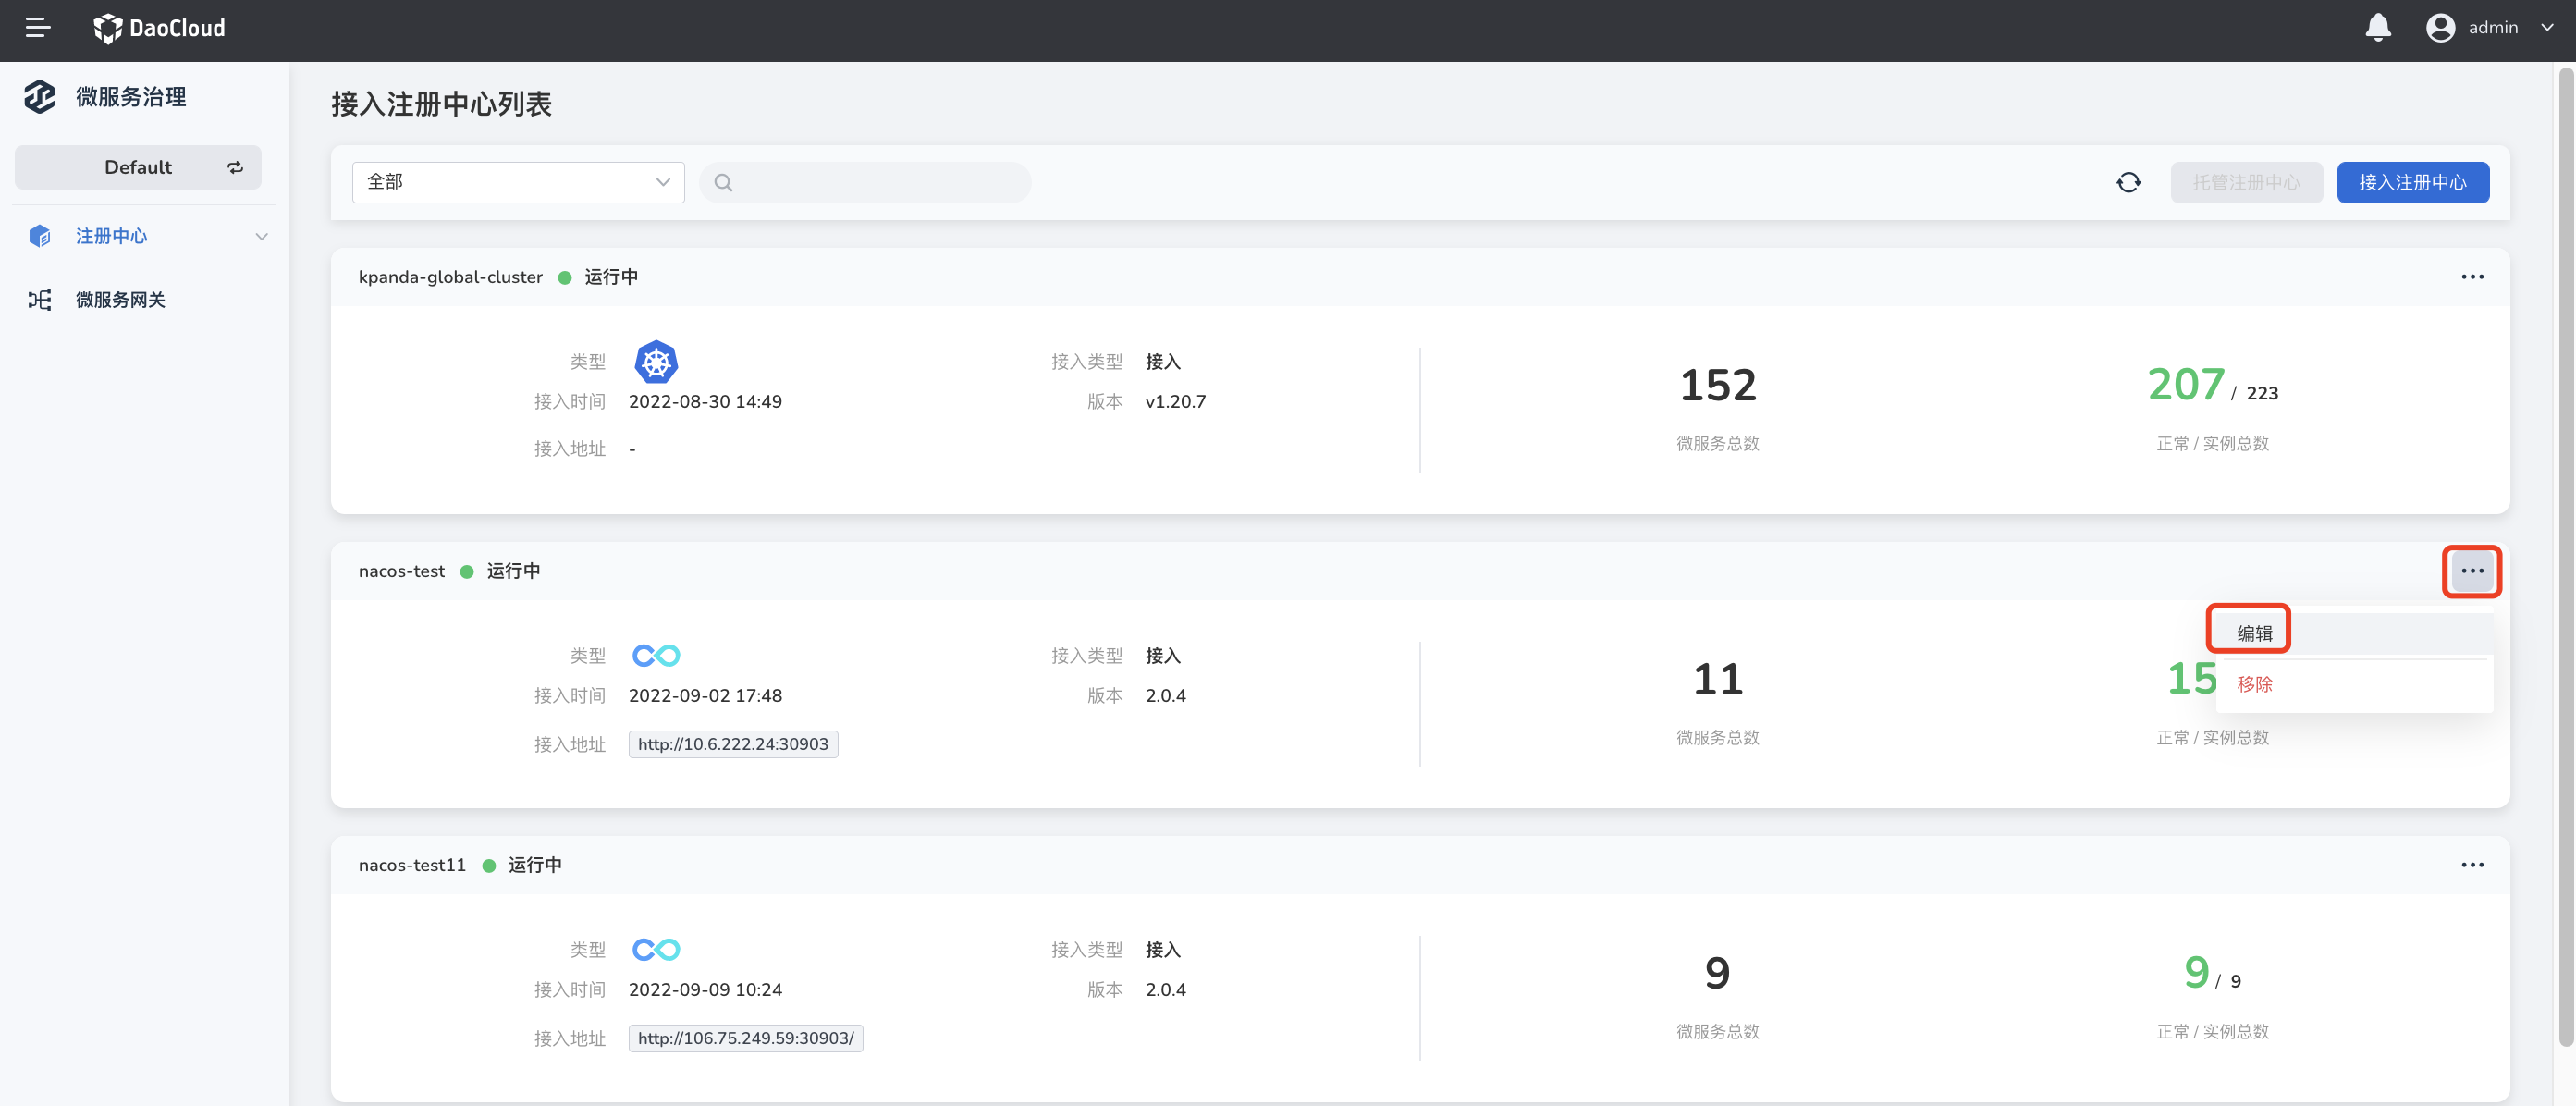 DaoCloud
admin
微服务治理
Default
注册中心
微服务网关
接入注册中心列表
全部
托管注册中心
接入注册中心
kpanda-global-cluster 运行中
类型
接入类型 接入
接入时间 2022-08-30 14:49
版本 v1.20.7
接入地址 -
152
微服务总数
207 / 223
正常 / 实例总数
nacos-test 运行中
编辑
移除
类型
接入类型 接入
接入时间 2022-09-02 17:48
版本 2.0.4
接入地址 http://10.6.222.24:30903
11
微服务总数
15
正常 / 实例总数
nacos-test11 运行中
类型
接入类型 接入
接入时间 2022-09-09 10:24
版本 2.0.4
接入地址 http://106.75.249.59:30903/
9
微服务总数
9 / 9
正常 / 实例总数